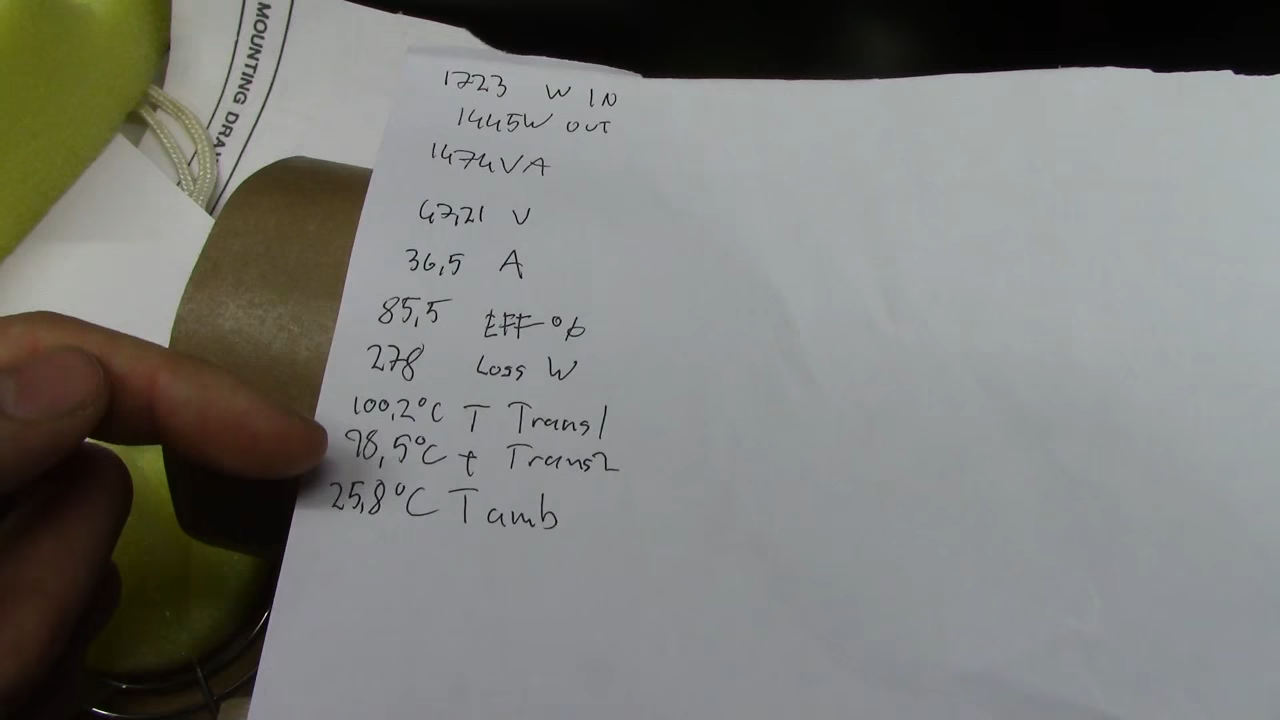 MOUNTING DRA
1723 W IN
1445W OUT
1474VA
47,21 V
36,5 A
85,5 EFF %
278 Loss W
100,2°C T Trans1
98,5°C t Trans2
25,8°C T amb